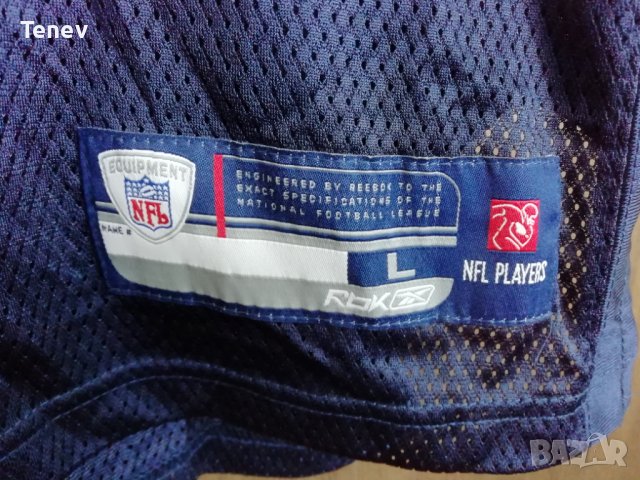 Tenev
EQUIPMENT
NFL
NAME #
ENGINEERED BY REEBOK TO THE
EXACT SPECIFICATIONS OF THE
NATIONAL FOOTBALL LEAGUE
L
RBK
NFL PLAYERS
BAZAR